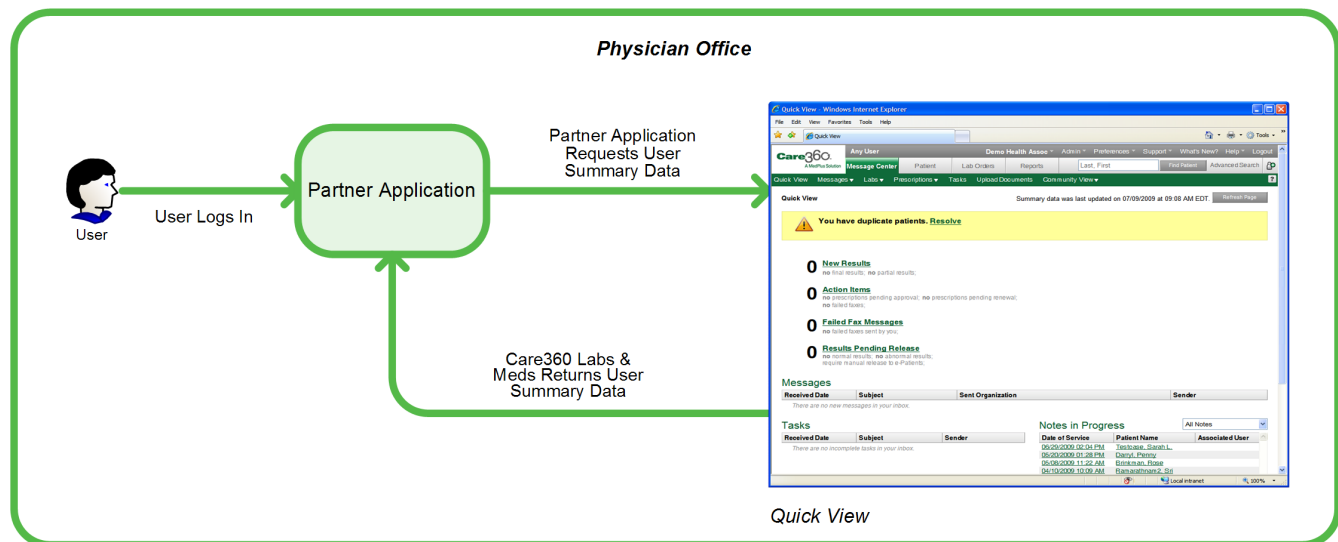 Physician Office
User
User Logs In
Partner Application
Partner Application
Requests User
Summary Data
Care360 Labs &
Meds Returns User
Summary Data
Quick View - Windows Internet Explorer
File Edit View Favorites Tools Help
Quick View
Tools
Care360
A MedPlus Solution
Any User
Demo Health Assoc Admin Preferences Support What's New? Help Logout
Message Center Patient Lab Orders Reports Last, First Find Patient Advanced Search
Quick View Messages Labs Prescriptions Tasks Upload Documents Community View ?
Quick View
Summary data was last updated on 07/09/2009 at 09:08 AM EDT. Refresh Page
You have duplicate patients. Resolve
0 New Results
no final results; no partial results;
0 Action Items
no prescriptions pending approval; no prescriptions pending renewal;
no failed faxes;
0 Failed Fax Messages
no failed faxes sent by you;
0 Results Pending Release
no normal results; no abnormal results;
require manual release to e-Patients;
Messages
Received Date Subject Sent Organization Sender
There are no new messages in your inbox.
Tasks
Received Date Subject Sender
There are no incomplete tasks in your inbox.
Notes in Progress All Notes
Date of Service Patient Name Associated User
06/29/2009 02:04 PM Testcase, Sarah L.
05/20/2009 01:28 PM Darryl, Penny
05/08/2009 11:22 AM Brinkman, Rose
04/10/2009 10:09 AM Ramarathnam2, Sri
Local intranet 100%
Quick View